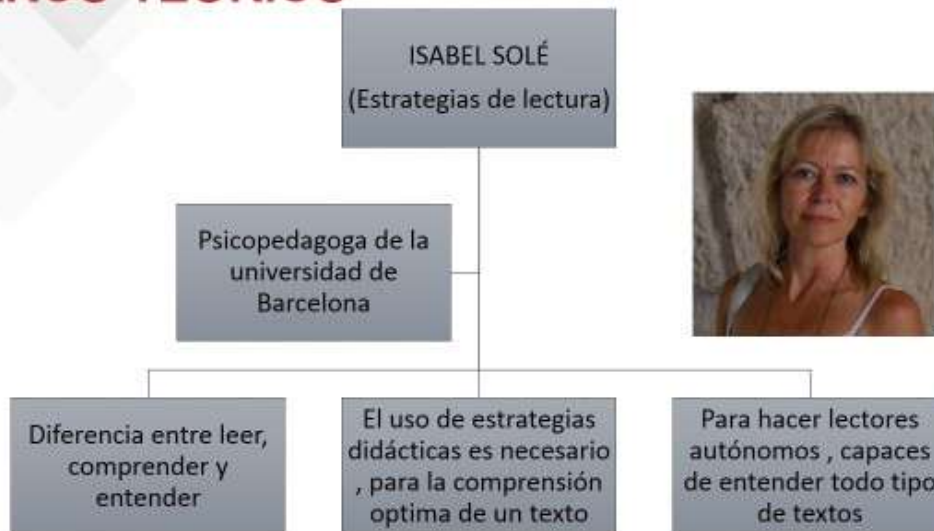 TEÓRICO
ISABEL SOLÉ
(Estrategias de lectura)
Psicopedagoga de la
universidad de
Barcelona
Diferencia entre leer,
comprender y
entender
El uso de estrategias
didácticas es necesario
, para la comprensión
optima de un texto
Para hacer lectores
autónomos , capaces
de entender todo tipo
de textos